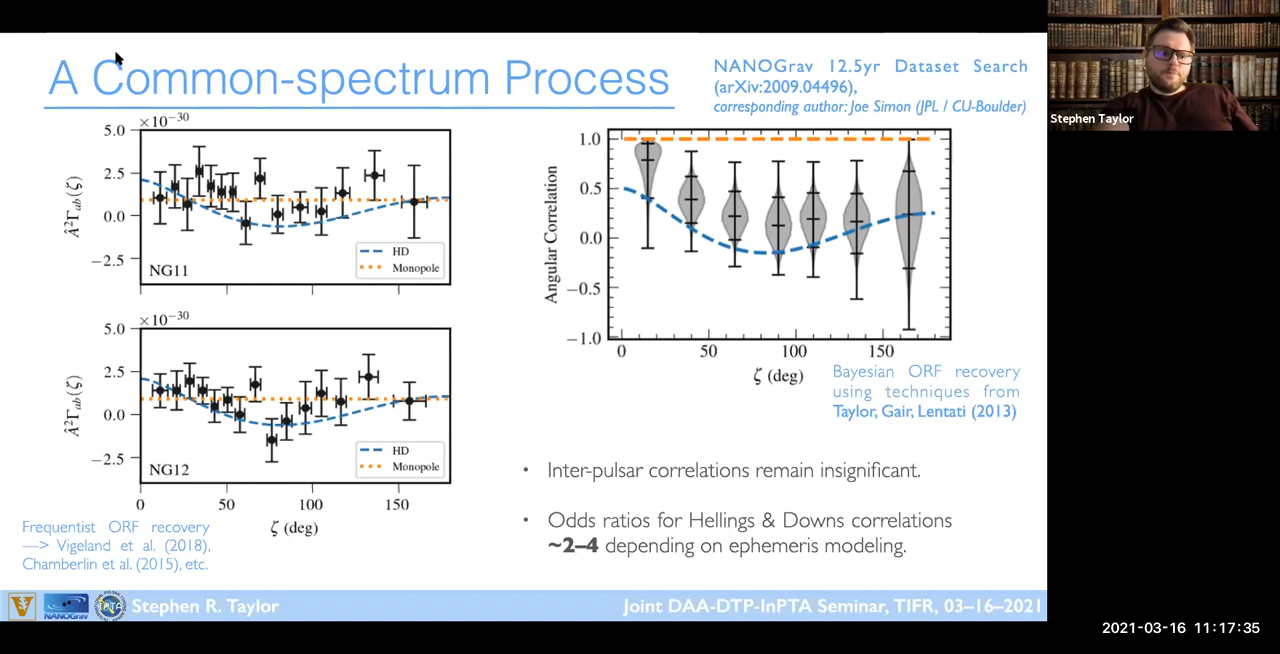 A Common-spectrum Process
NANOGrav 12.5yr Dataset Search
(arXiv:2009.04496),
corresponding author: Joe Simon (JPL / CU-Boulder)
Stephen Taylor
×10⁻³⁰
5.0
2.5
0.0
−2.5
Â²Γab(ζ)
NG11
HD
Monopole
×10⁻³⁰
5.0
2.5
0.0
−2.5
Â²Γab(ζ)
NG12
HD
Monopole
0 50 100 150
ζ (deg)
Frequentist ORF recovery
—> Vigeland et al. (2018),
Chamberlin et al. (2015), etc.
1.0
0.5
0.0
−0.5
−1.0
Angular Correlation
0 50 100 150
ζ (deg)
Bayesian ORF recovery
using techniques from
Taylor, Gair, Lentati (2013)
• Inter-pulsar correlations remain insignificant.
• Odds ratios for Hellings & Downs correlations
~2–4 depending on ephemeris modeling.
NANOGrav
IPTA
Stephen R. Taylor
Joint DAA-DTP-InPTA Seminar, TIFR, 03–16–2021
2021-03-16 11:17:35